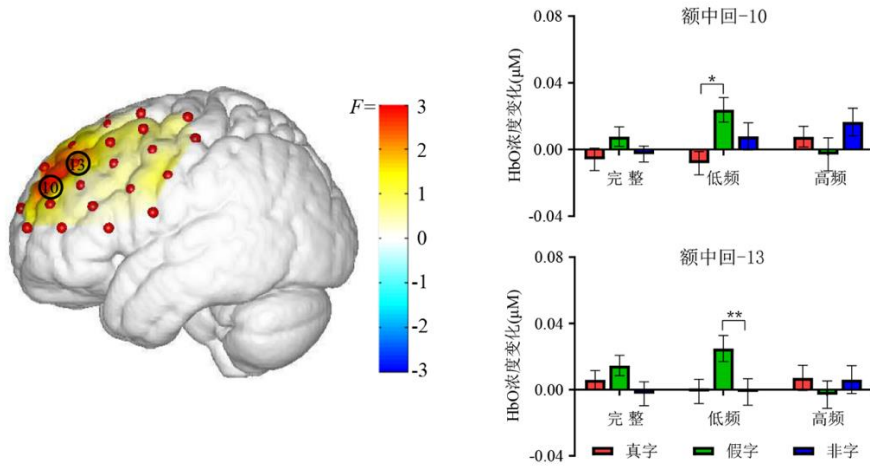 F=
3
2
1
0
-1
-2
-3
10
13
额中回-10
HbO浓度变化(μM)
0.08
0.04
0.00
-0.04
*
完 整
低频
高频
额中回-13
HbO浓度变化(μM)
0.08
0.04
0.00
-0.04
**
完 整
低频
高频
真字
假字
非字